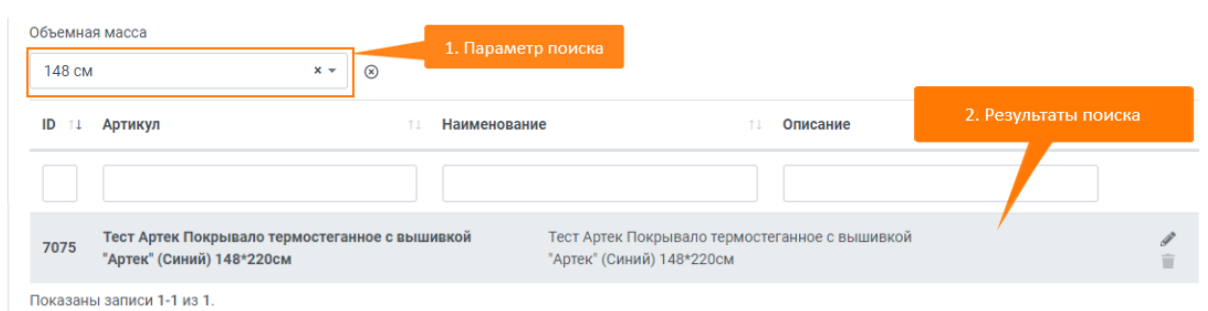 Объемная масса
1. Параметр поиска
148 см
2. Результаты поиска
ID Артикул Наименование Описание
7075 Тест Артек Покрывало термостеганное с вышивкой Тест Артек Покрывало термостеганное с вышивкой
"Артек" (Синий) 148*220см "Артек" (Синий) 148*220см
Показаны записи 1-1 из 1.